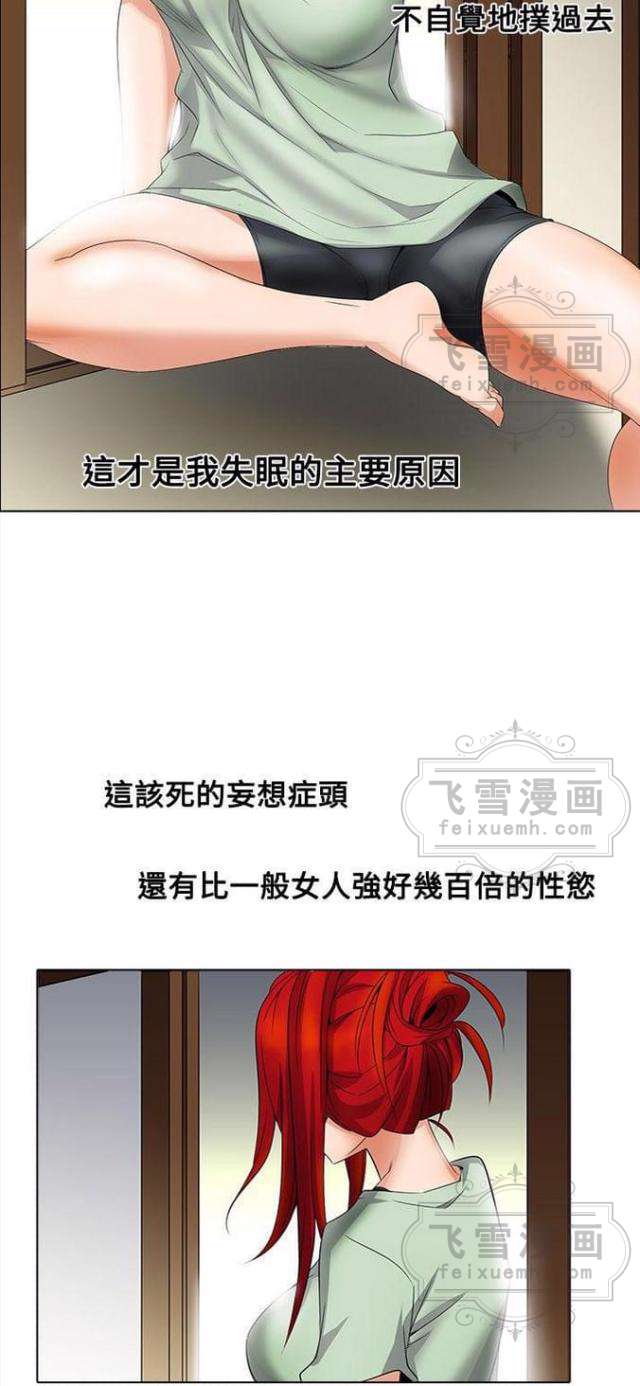 不自覺地撲過去
飞雪漫画
feixuemh.com
這才是我失眠的主要原因
飞雪漫画
feixuemh.com
這該死的妄想症頭
還有比一般女人強好幾百倍的性慾
飞雪漫画
feixuemh.com